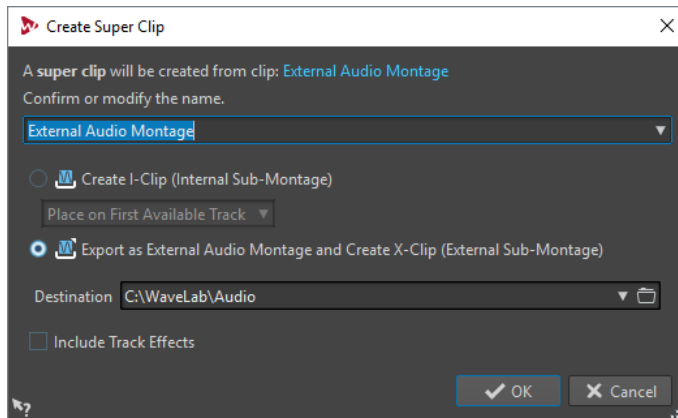 Create Super Clip
A super clip will be created from clip: External Audio Montage
Confirm or modify the name.
External Audio Montage
Create I-Clip (Internal Sub-Montage)
Place on First Available Track
Export as External Audio Montage and Create X-Clip (External Sub-Montage)
Destination C:\WaveLab\Audio
Include Track Effects
OK Cancel
?